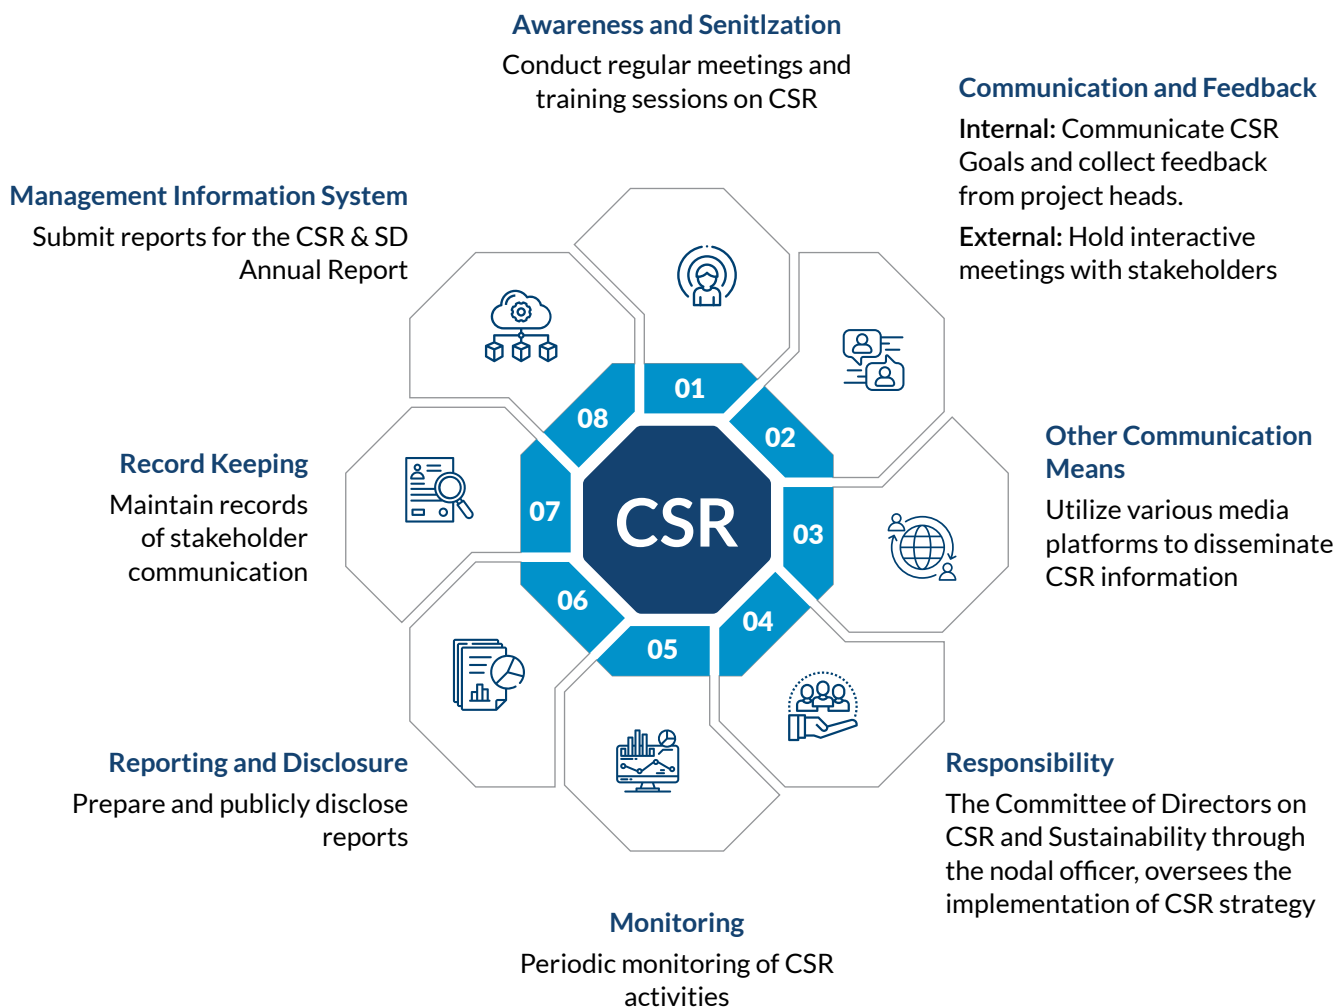 Awareness and SenitIzation
Conduct regular meetings and
training sessions on CSR
Communication and Feedback
Internal: Communicate CSR
Goals and collect feedback
from project heads.
External: Hold interactive
meetings with stakeholders
Other Communication
Means
Utilize various media
platforms to disseminate
CSR information
Responsibility
The Committee of Directors on
CSR and Sustainability through
the nodal officer, oversees the
implementation of CSR strategy
Monitoring
Periodic monitoring of CSR
activities
Reporting and Disclosure
Prepare and publicly disclose
reports
Record Keeping
Maintain records
of stakeholder
communication
Management Information System
Submit reports for the CSR & SD
Annual Report
01
02
03
04
05
06
07
08
CSR